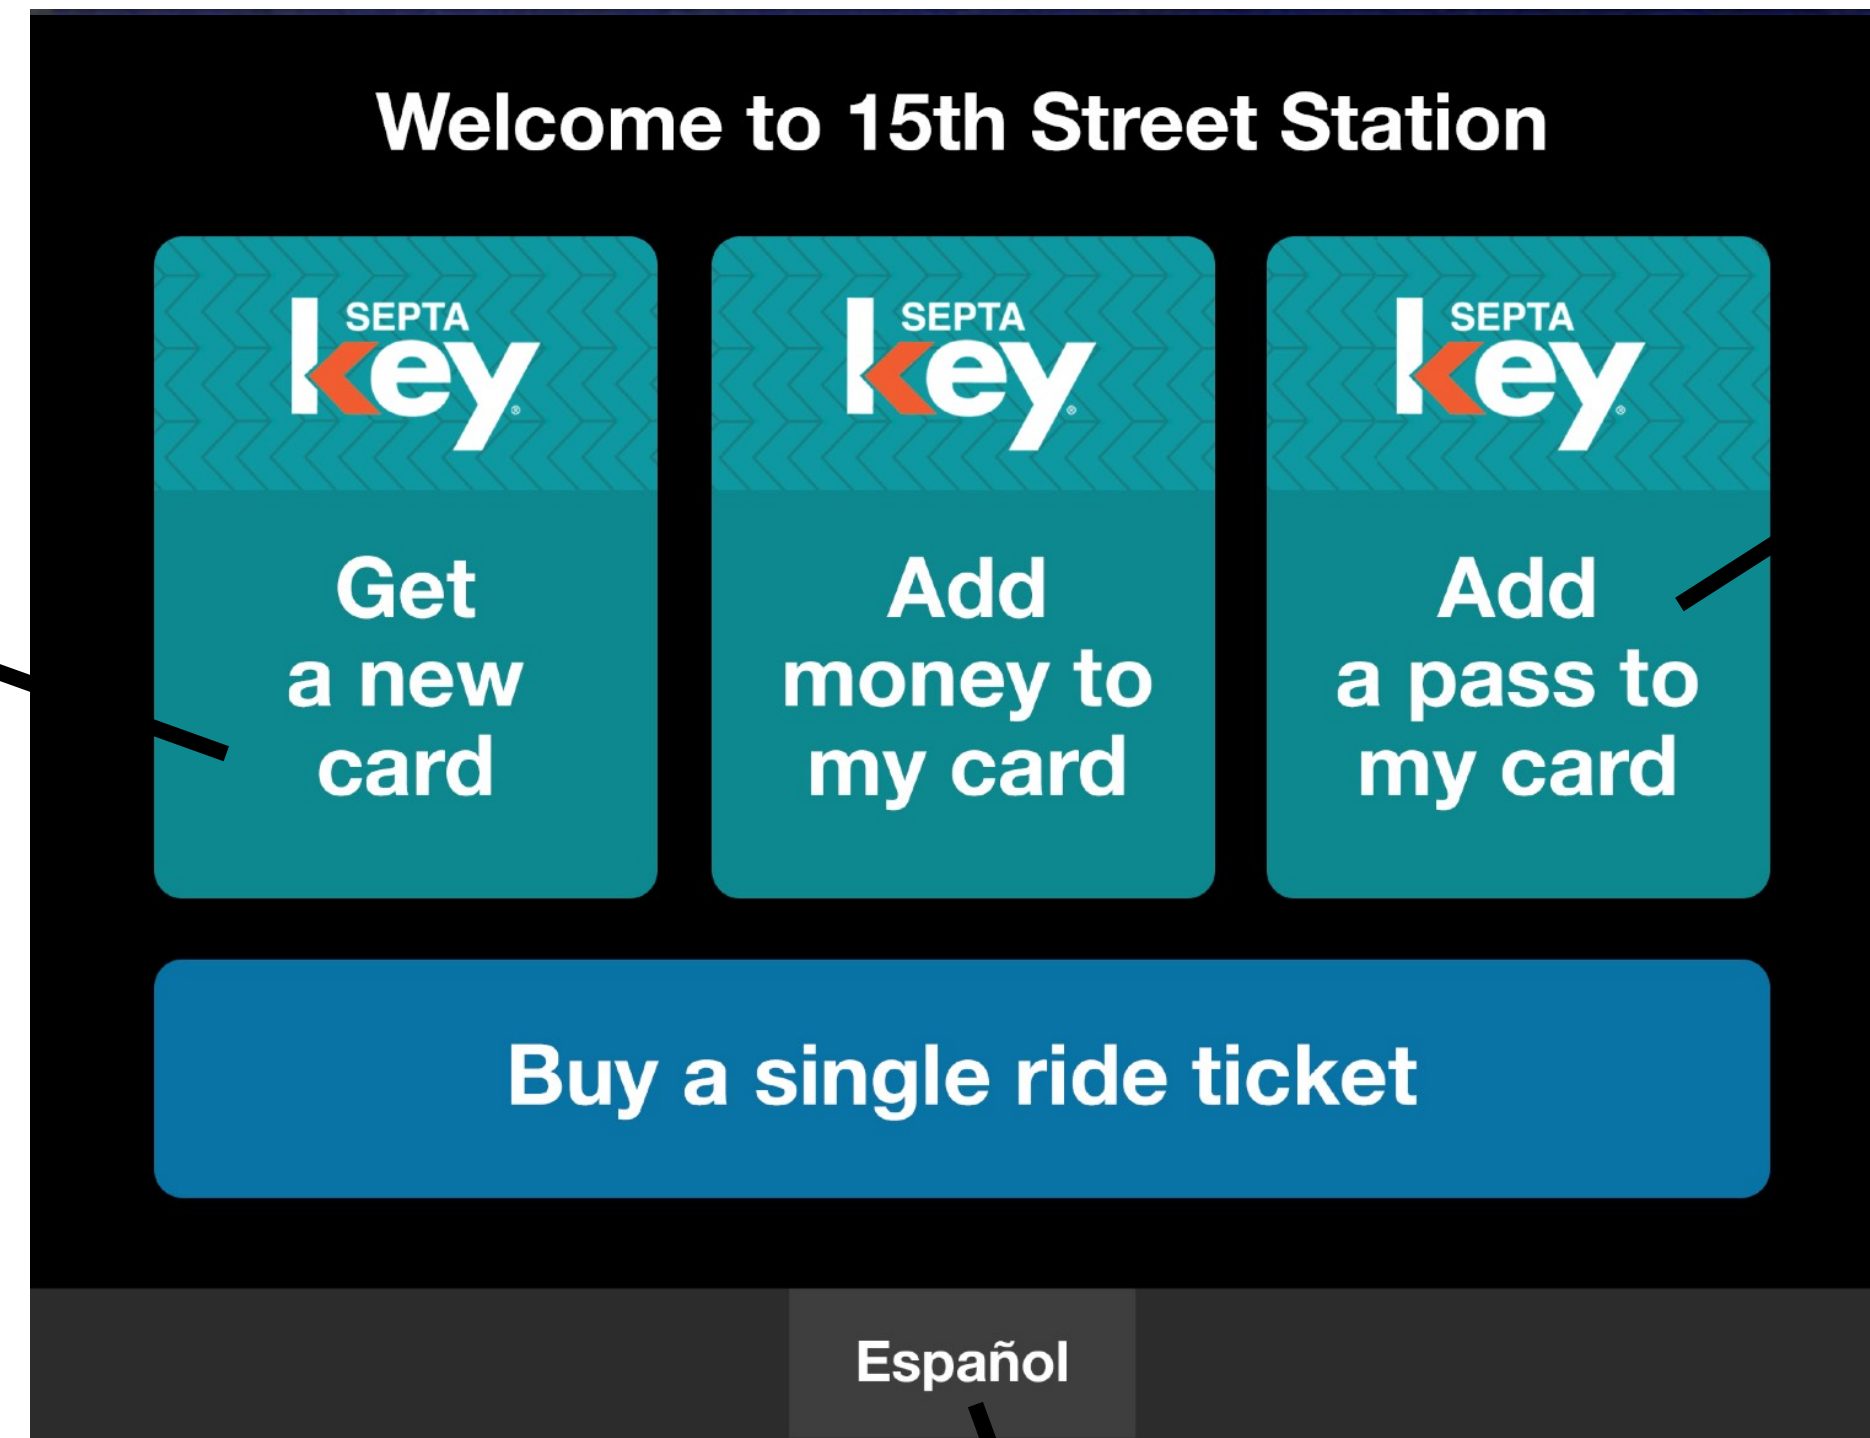 Welcome to 15th Street Station
SEPTA
key®
Get
a new
card
SEPTA
key®
Add
money to
my card
SEPTA
key®
Add
a pass to
my card
Buy a single ride ticket
Español